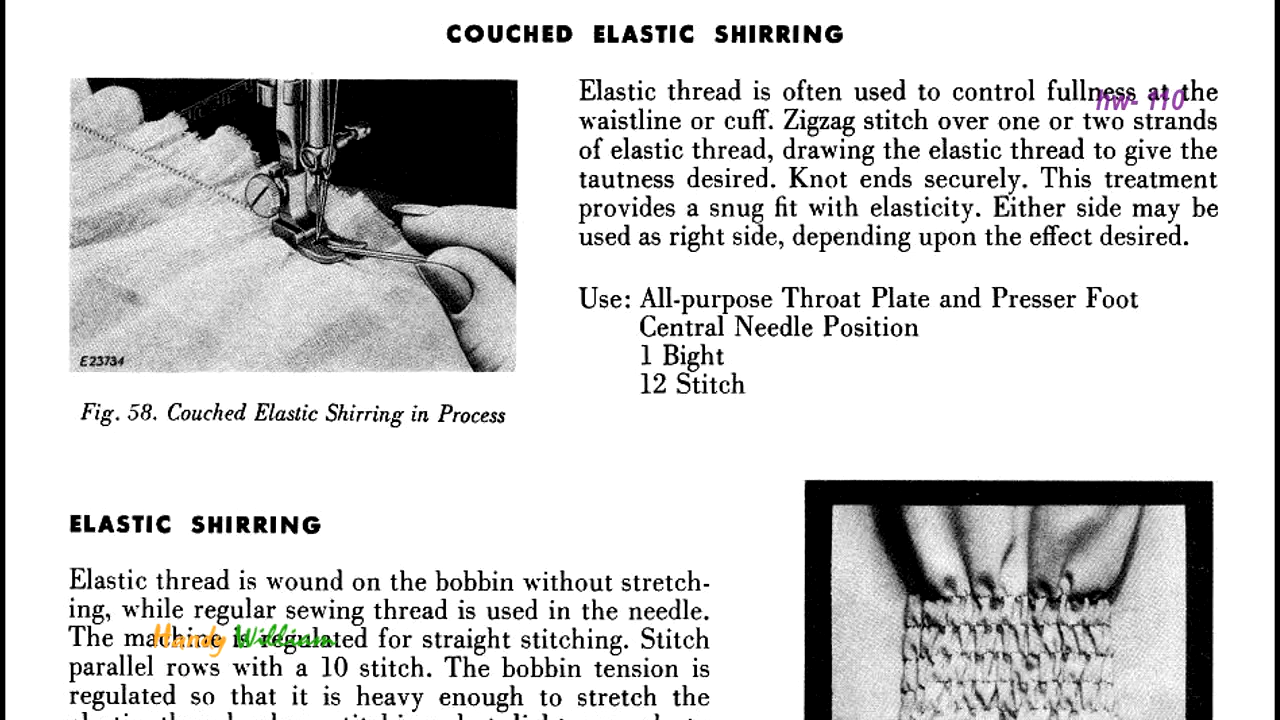 COUCHED ELASTIC SHIRRING
Elastic thread is often used to control fullness at the
waistline or cuff. Zigzag stitch over one or two strands
of elastic thread, drawing the elastic thread to give the
tautness desired. Knot ends securely. This treatment
provides a snug fit with elasticity. Either side may be
used as right side, depending upon the effect desired.
hw- 110
Use: All-purpose Throat Plate and Presser Foot
Central Needle Position
1 Bight
12 Stitch
E23734
Fig. 58. Couched Elastic Shirring in Process
ELASTIC SHIRRING
Elastic thread is wound on the bobbin without stretch-
ing, while regular sewing thread is used in the needle.
The machine is regulated for straight stitching. Stitch
Handy William
parallel rows with a 10 stitch. The bobbin tension is
regulated so that it is heavy enough to stretch the